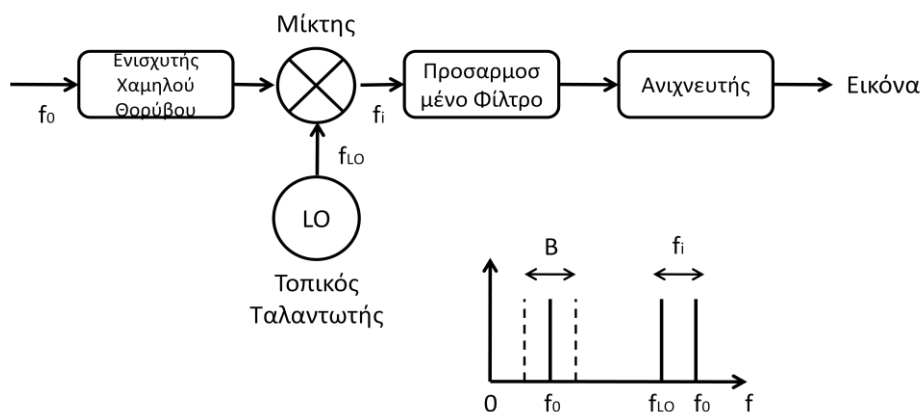 Μίκτης
Ενισχυτής
Χαμηλού
Θορύβου
Προσαρμοσ
μένο Φίλτρο
Ανιχνευτής
Εικόνα
f0
fi
fLO
LO
Τοπικός
Ταλαντωτής
B
fi
0
f0
fLO
f0
f